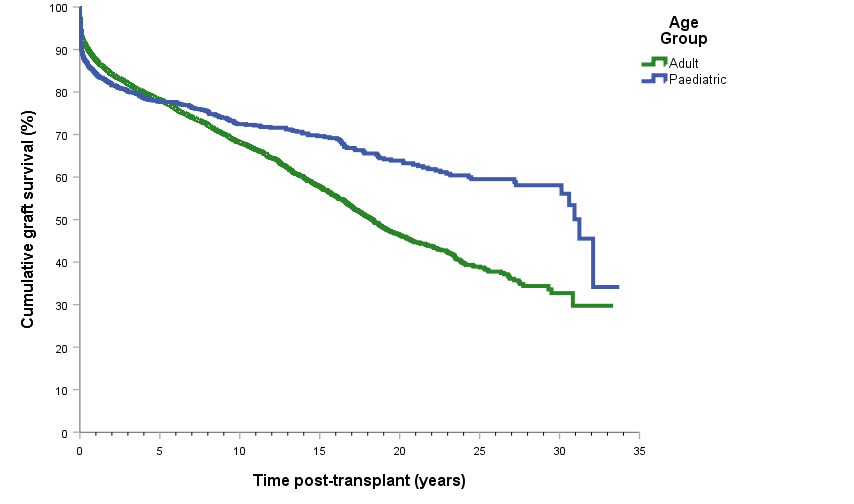 100
90
80
70
60
50
40
30
20
10
0
0 5 10 15 20 25 30 35
Cumulative graft survival (%)
Time post-transplant (years)
Age
Group
Adult
Paediatric